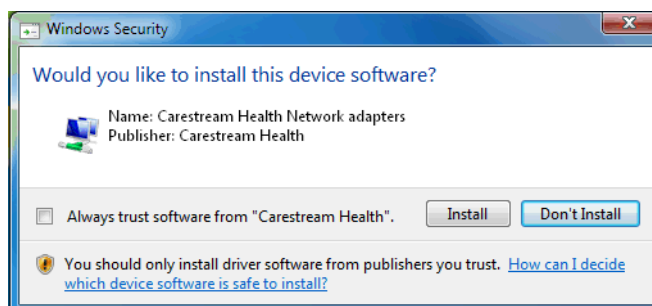 Windows Security
Would you like to install this device software?
Name: Carestream Health Network adapters
Publisher: Carestream Health
Always trust software from "Carestream Health".
Install
Don't Install
You should only install driver software from publishers you trust. How can I decide
which device software is safe to install?